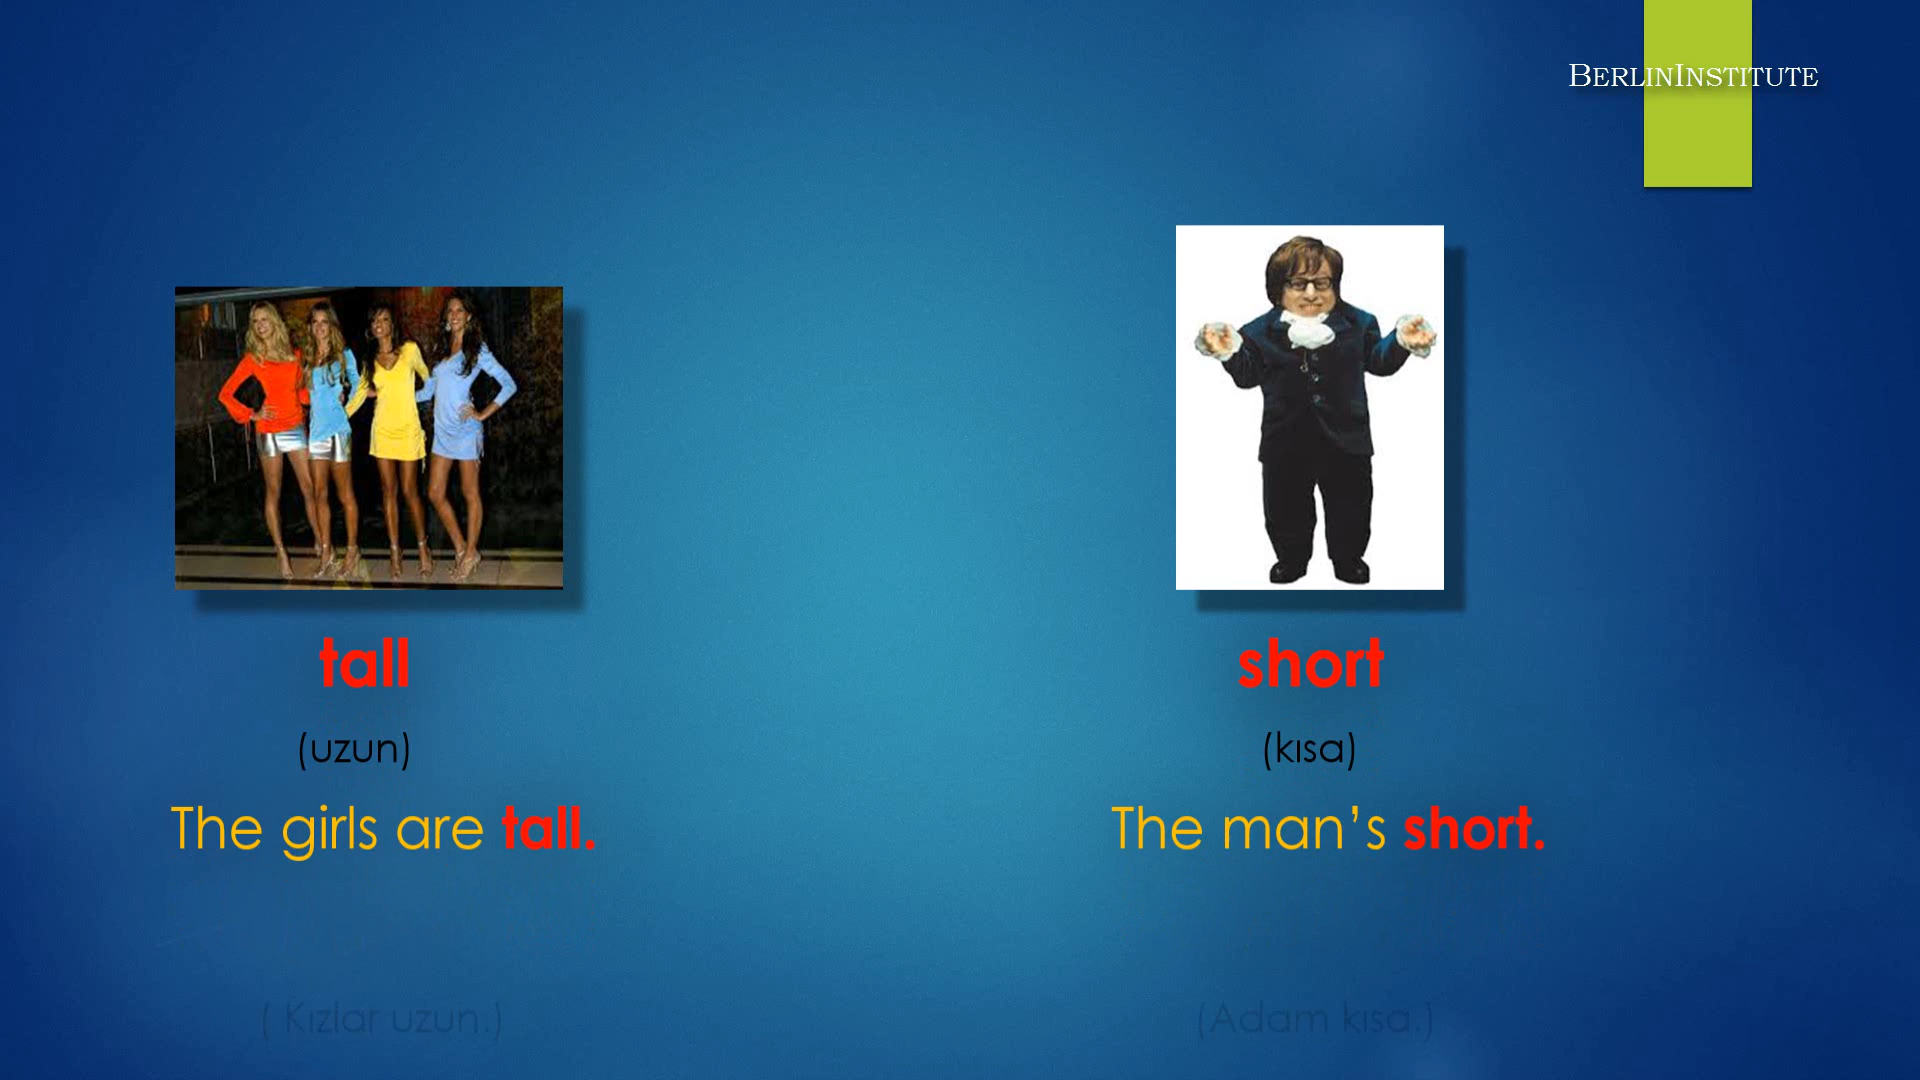 BERLININSTITUTE
tall
(uzun)
The girls are tall.
( Kızlar uzun.)
short
(kısa)
The man’s short.
(Adam kısa.)